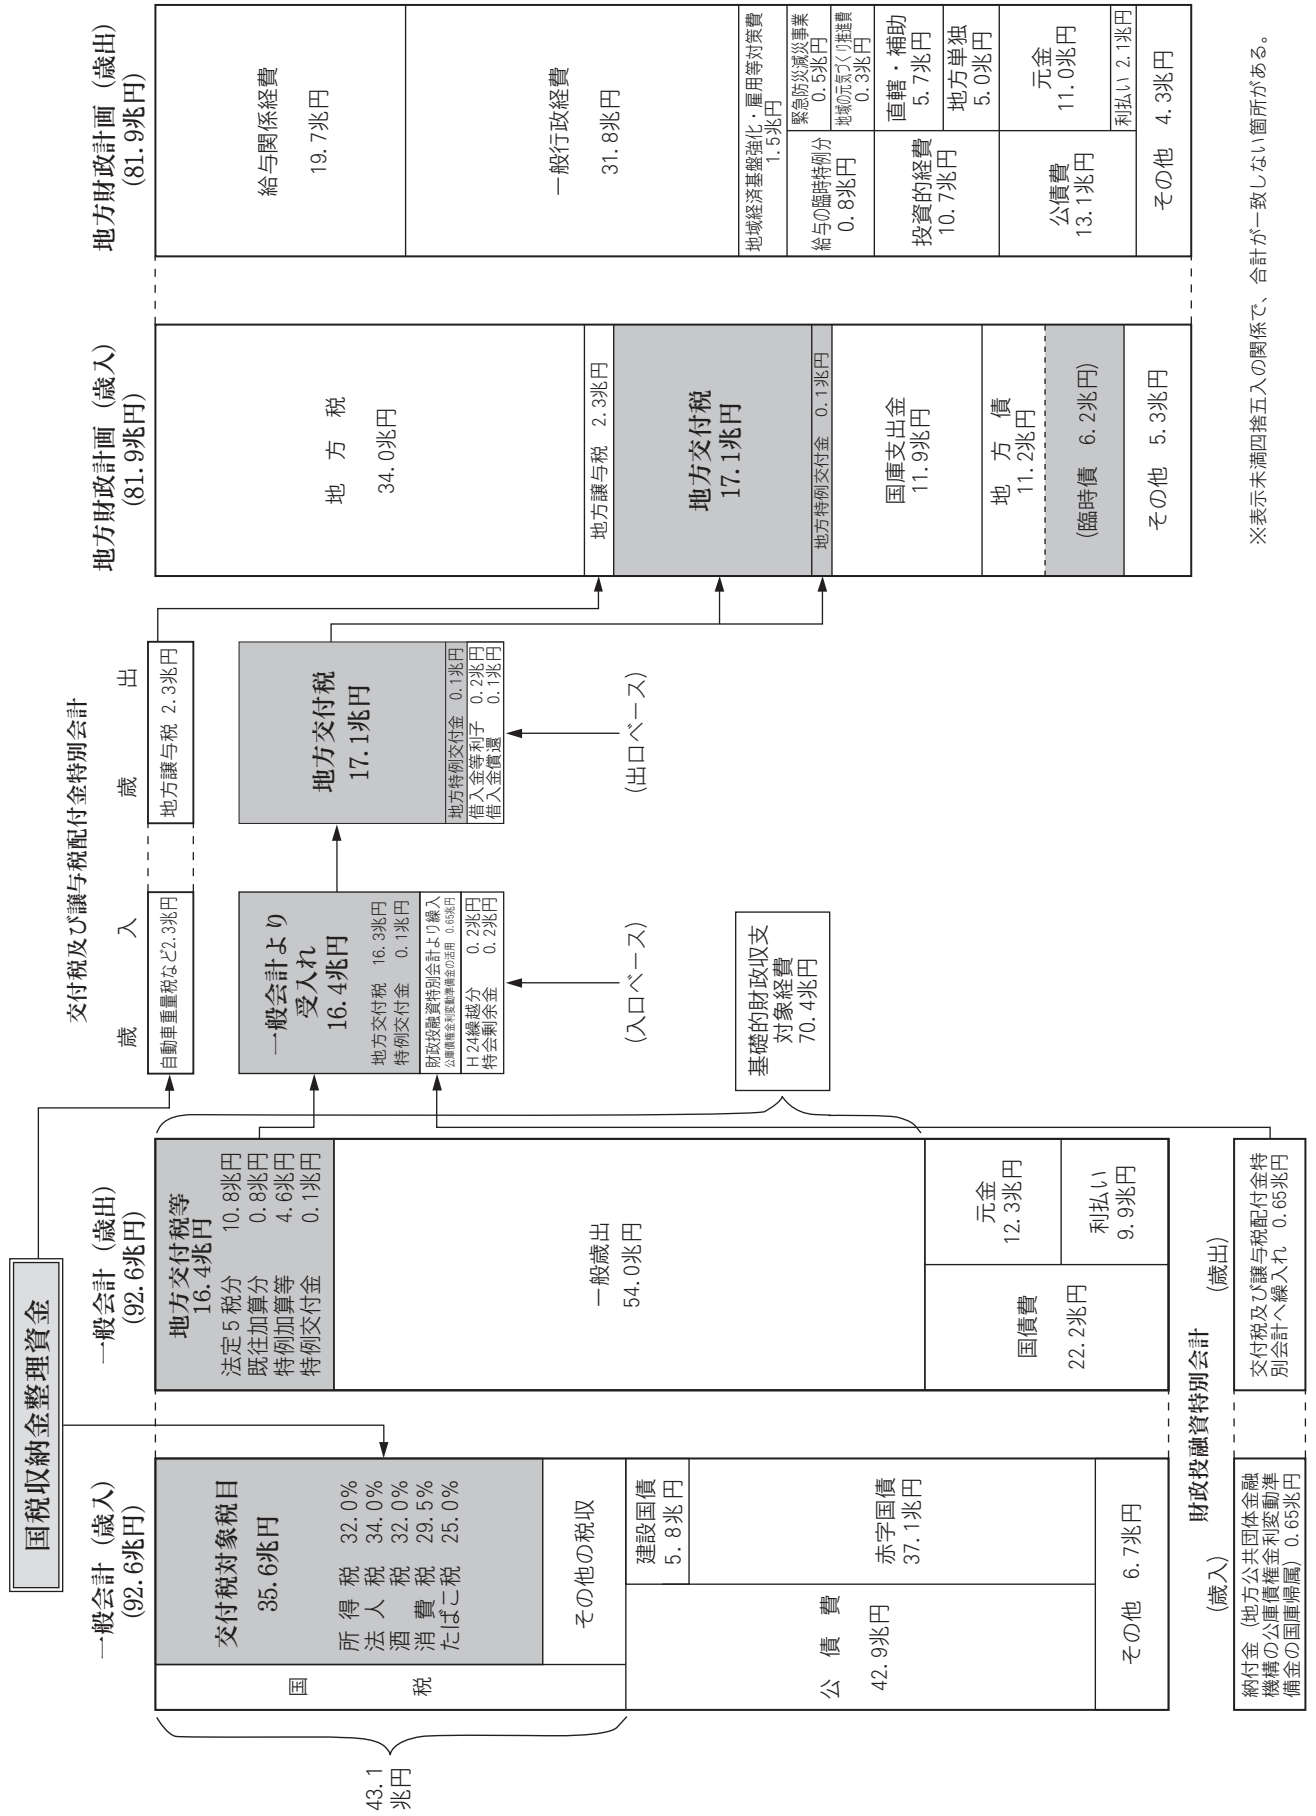 国税収納金整理資金
一般会計（歳入）
(92.6兆円)
交付税対象税目
35.6兆円
所得税 32.0%
法人税 34.0%
酒税 32.0%
消費税 29.5%
たばこ税 25.0%
国税
その他の税収
43.1
兆円
建設国債
5.8兆円
公債費
42.9兆円
赤字国債
37.1兆円
その他 6.7兆円
一般会計（歳出）
(92.6兆円)
地方交付税等
16.4兆円
法定5税分 10.8兆円
既往加算分 0.8兆円
特例加算等 4.6兆円
特例交付金 0.1兆円
一般歳出
54.0兆円
国債費
22.2兆円
元金
12.3兆円
利払い
9.9兆円
基礎的財政収支
対象経費
70.4兆円
財政投融資特別会計
（歳入）
納付金（地方公共団体金融
機構の公庫債権金利変動準
備金の国庫帰属）0.65兆円
（歳出）
交付税及び譲与税配付金特
別会計へ繰入れ 0.65兆円
交付税及び譲与税配付金特別会計
歳入
自動車重量税など2.3兆円
一般会計より
受入れ
16.4兆円
地方交付税 16.3兆円
特例交付金 0.1兆円
財政投融資特別会計より繰入
公庫債権金利変動準備金の活用 0.65兆円
H24繰越分 0.2兆円
特会剰余金 0.2兆円
（入口ベース）
歳出
地方譲与税 2.3兆円
地方交付税
17.1兆円
地方特例交付金 0.1兆円
借入金等利子 0.2兆円
借入金償還 0.1兆円
（出口ベース）
地方財政計画（歳入）
(81.9兆円)
地方税
34.0兆円
地方譲与税 2.3兆円
地方交付税
17.1兆円
地方特例交付金 0.1兆円
国庫支出金
11.9兆円
地方債
11.2兆円
（臨時債 6.2兆円）
その他 5.3兆円
地方財政計画（歳出）
(81.9兆円)
給与関係経費
19.7兆円
一般行政経費
31.8兆円
地域経済基盤強化・雇用等対策費
1.5兆円
給与の臨時特例分
0.8兆円
緊急防災減災事業
0.5兆円
地域の元気づくり推進費
0.3兆円
投資的経費
10.7兆円
直轄・補助
5.7兆円
地方単独
5.0兆円
公債費
13.1兆円
元金
11.0兆円
利払い 2.1兆円
その他 4.3兆円
※表示未満四捨五入の関係で、合計が一致しない箇所がある。